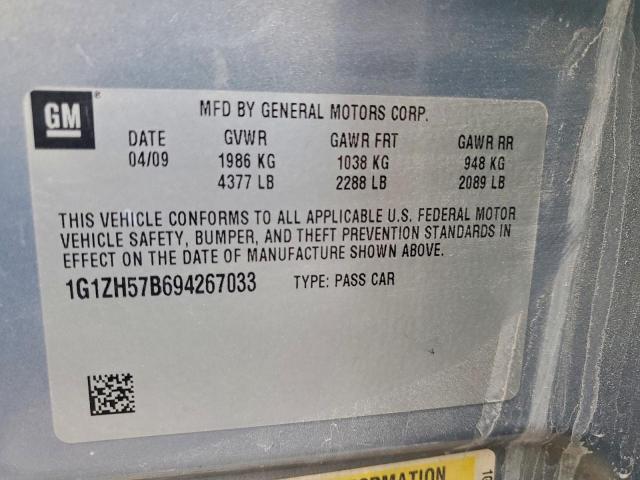 GM
MFD BY GENERAL MOTORS CORP.
DATE GVWR GAWR FRT GAWR RR
04/09 1986 KG 1038 KG 948 KG
4377 LB 2288 LB 2089 LB
THIS VEHICLE CONFORMS TO ALL APPLICABLE U.S. FEDERAL MOTOR
VEHICLE SAFETY, BUMPER, AND THEFT PREVENTION STANDARDS IN
EFFECT ON THE DATE OF MANUFACTURE SHOWN ABOVE.
1G1ZH57B694267033 TYPE: PASS CAR